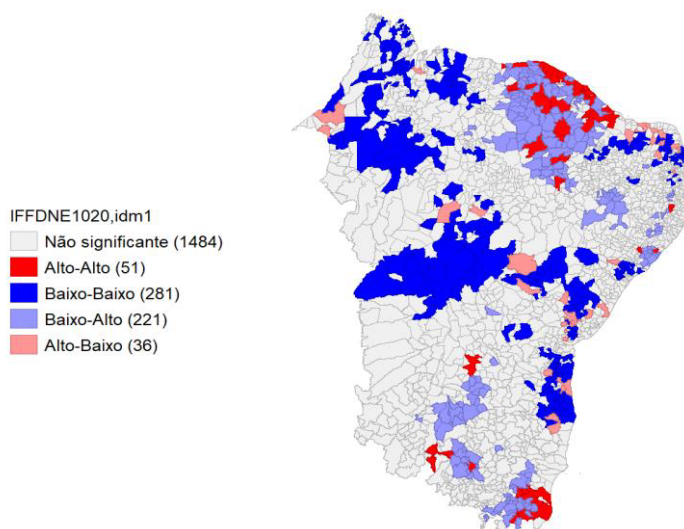 IFFDNE1020,idm1
Não significante (1484)
Alto-Alto (51)
Baixo-Baixo (281)
Baixo-Alto (221)
Alto-Baixo (36)